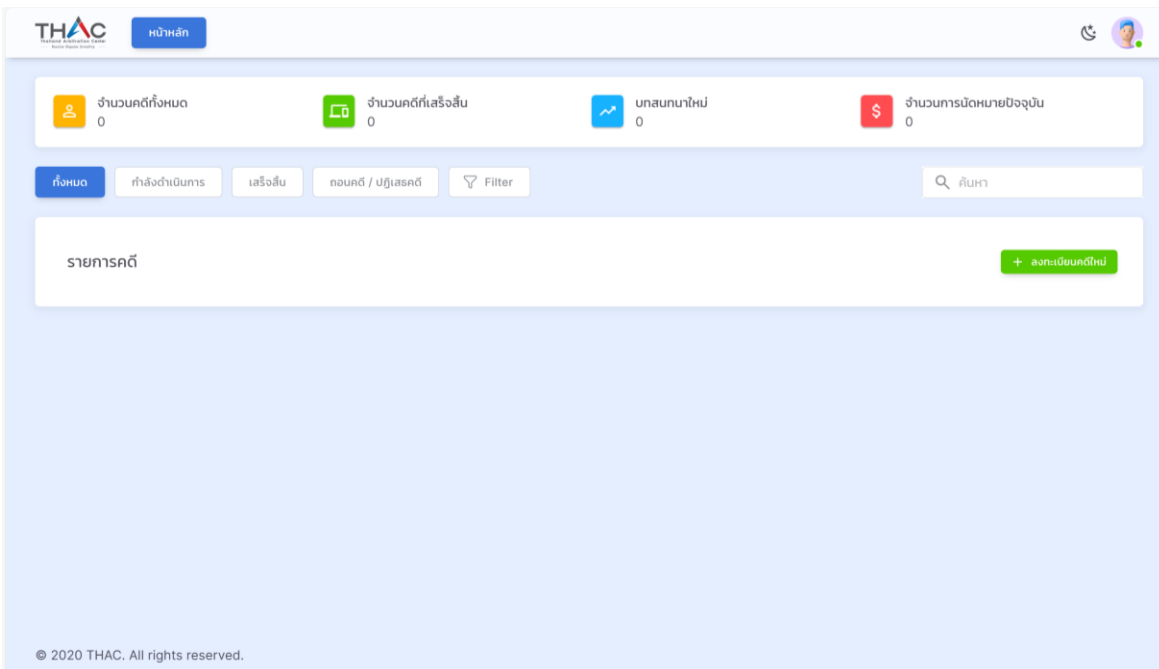 THAC
Thailand Arbitration Center
หน้าหลัก
จำนวนคดีทั้งหมด
0
จำนวนคดีที่เสร็จสิ้น
0
บทสนทนาใหม่
0
จำนวนการนัดหมายปัจจุบัน
0
ทั้งหมด
กำลังดำเนินการ
เสร็จสิ้น
ถอนคดี / ปฏิเสธคดี
Filter
ค้นหา
รายการคดี
+ ลงทะเบียนคดีใหม่
© 2020 THAC. All rights reserved.